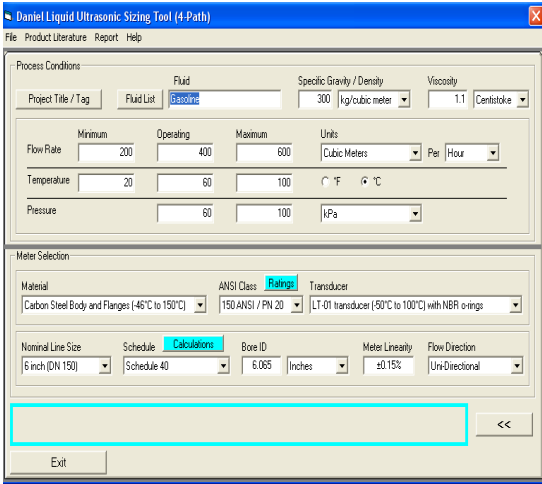 Daniel Liquid Ultrasonic Sizing Tool (4-Path)
File Product Literature Report Help
Process Conditions
Fluid Specific Gravity / Density Viscosity
Project Title / Tag Fluid List Gasoline 300 kg/cubic meter 1.1 Centistoke
Minimum Operating Maximum Units
Flow Rate 200 400 600 Cubic Meters Per Hour
Temperature 20 60 100 °F °C
Pressure 60 100 kPa
Meter Selection
Material ANSI Class Ratings Transducer
Carbon Steel Body and Flanges (-46°C to 150°C) 150 ANSI / PN 20 LT-01 transducer (-50°C to 100°C) with NBR o-rings
Nominal Line Size Schedule Calculations Bore ID Meter Linearity Flow Direction
6 inch (DN 150) Schedule 40 6.065 Inches ±0.15% Uni-Directional
<<
Exit